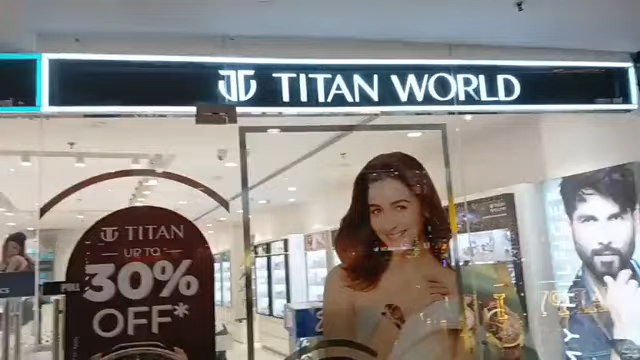 TITAN WORLD
TITAN
UP TO
30%
OFF*
PULL